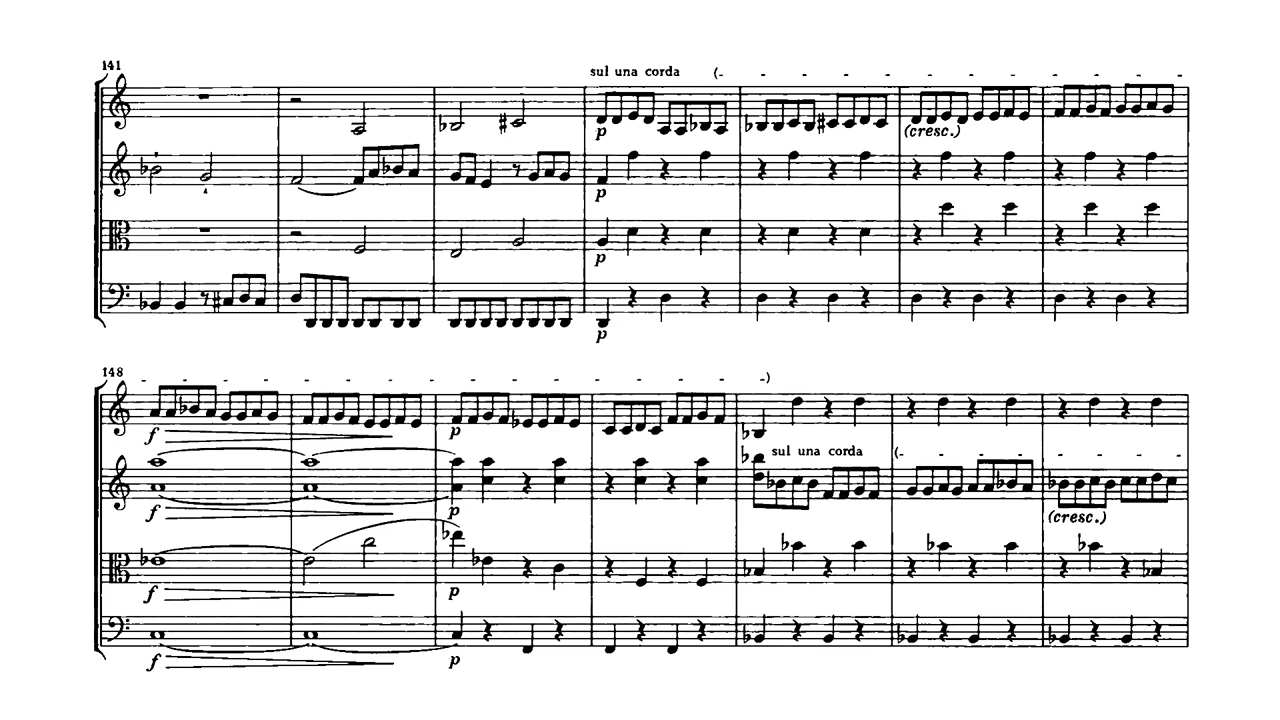 141
sul una corda (- - - - - - - - - - - -
p (cresc.)
p
p
p
148
- - - - - - - - - - - - - - - -)
f p
sul una corda (- - - - - - - -
f p (cresc.)
f p
f p